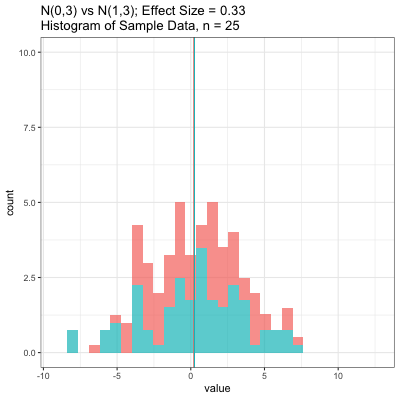 N(0,3) vs N(1,3); Effect Size = 0.33
Histogram of Sample Data, n = 25
10.0
7.5
5.0
2.5
0.0
count
-10
-5
0
5
10
value